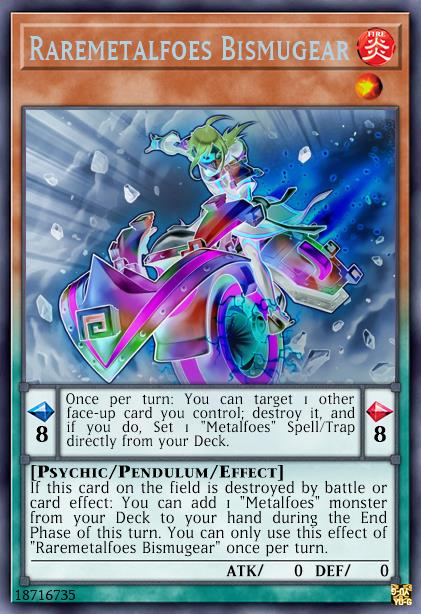 RAREMETALFOES BISMUGEAR
FIRE
炎
Once per turn: You can target 1 other
face-up card you control; destroy it, and
if you do, Set 1 "Metalfoes" Spell/Trap
directly from your Deck.
8
8
[PSYCHIC/PENDULUM/EFFECT]
If this card on the field is destroyed by battle or
card effect: You can add 1 "Metalfoes" monster
from your Deck to your hand during the End
Phase of this turn. You can only use this effect of
"Raremetalfoes Bismugear" once per turn.
ATK/ 0 DEF/ 0
18716735